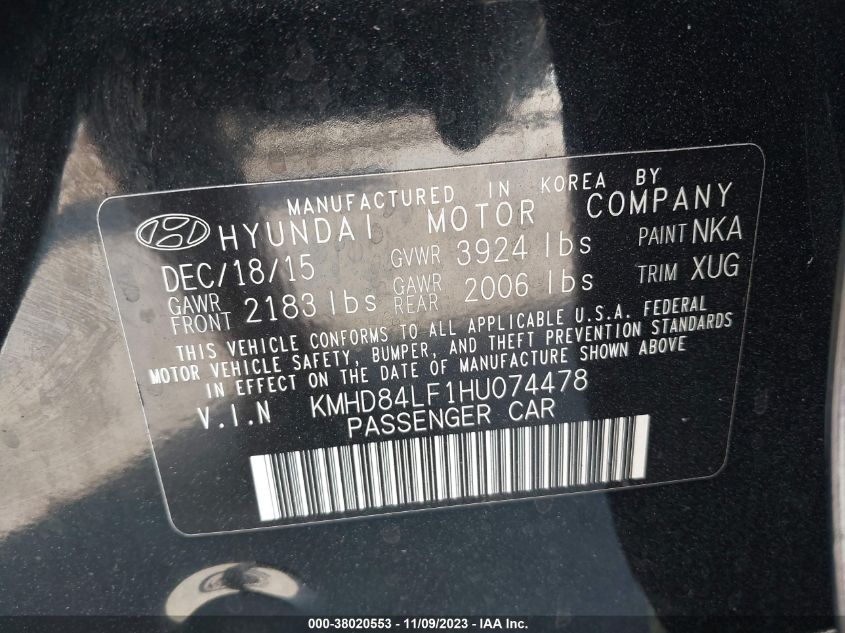 MANUFACTURED IN KOREA BY
HYUNDAI MOTOR COMPANY
DEC/18/15 GVWR 3924 lbs PAINT NKA
GAWR FRONT 2183 lbs GAWR REAR 2006 lbs TRIM XUG
THIS VEHICLE CONFORMS TO ALL APPLICABLE U.S.A. FEDERAL
MOTOR VEHICLE SAFETY, BUMPER, AND THEFT PREVENTION STANDARDS
IN EFFECT ON THE DATE OF MANUFACTURE SHOWN ABOVE
V.I.N KMHD84LF1HU074478
PASSENGER CAR
000-38020553 — 11/09/2023 — IAA Inc.